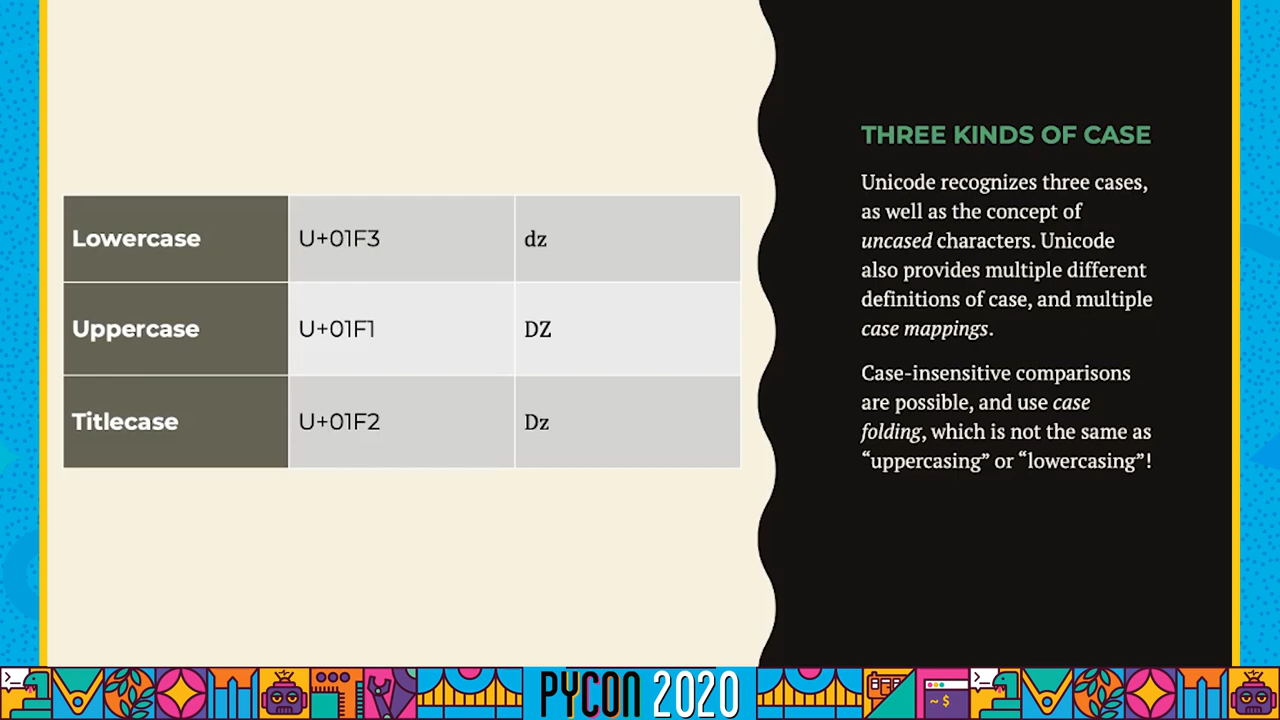 Lowercase U+01F3 dz
Uppercase U+01F1 DZ
Titlecase U+01F2 Dz
THREE KINDS OF CASE
Unicode recognizes three cases,
as well as the concept of
uncased characters. Unicode
also provides multiple different
definitions of case, and multiple
case mappings.
Case-insensitive comparisons
are possible, and use case
folding, which is not the same as
“uppercasing” or “lowercasing”!
~$
PYCON 2020
~$